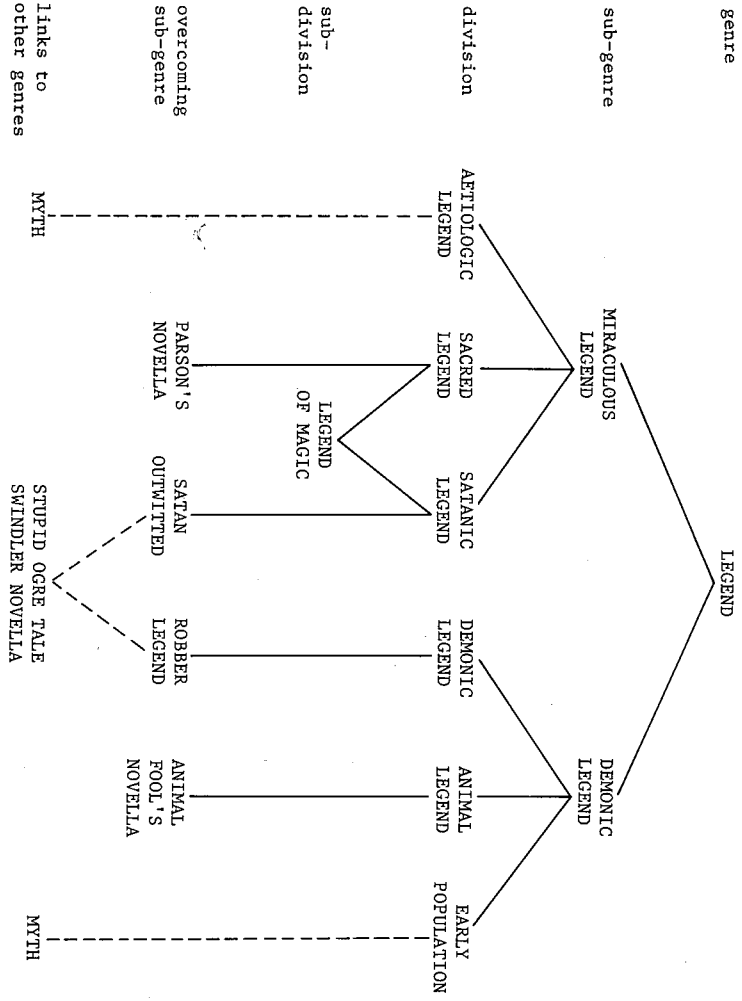 genre
LEGEND
sub-genre
MIRACULOUS
LEGEND
DEMONIC
LEGEND
division
AETIOLOGIC
LEGEND
SACRED
LEGEND
SATANIC
LEGEND
DEMONIC
LEGEND
ANIMAL
LEGEND
EARLY
POPULATION
sub-
division
LEGEND
OF MAGIC
overcoming
sub-genre
PARSON'S
NOVELLA
SATAN
OUTWITTED
ROBBER
LEGEND
ANIMAL
FOOL'S
NOVELLA
links to
other genres
MYTH
STUPID OGRE TALE
SWINDLER NOVELLA
MYTH